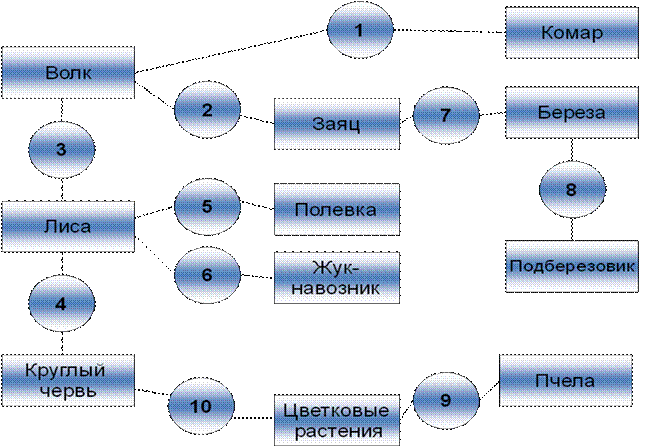 1
Комар
Волк
2
Заяц
7
Береза
3
8
5
Полевка
Лиса
6
Жук-
навозник
Подберезовик
4
Круглый
червь
10
Цветковые
растения
9
Пчела